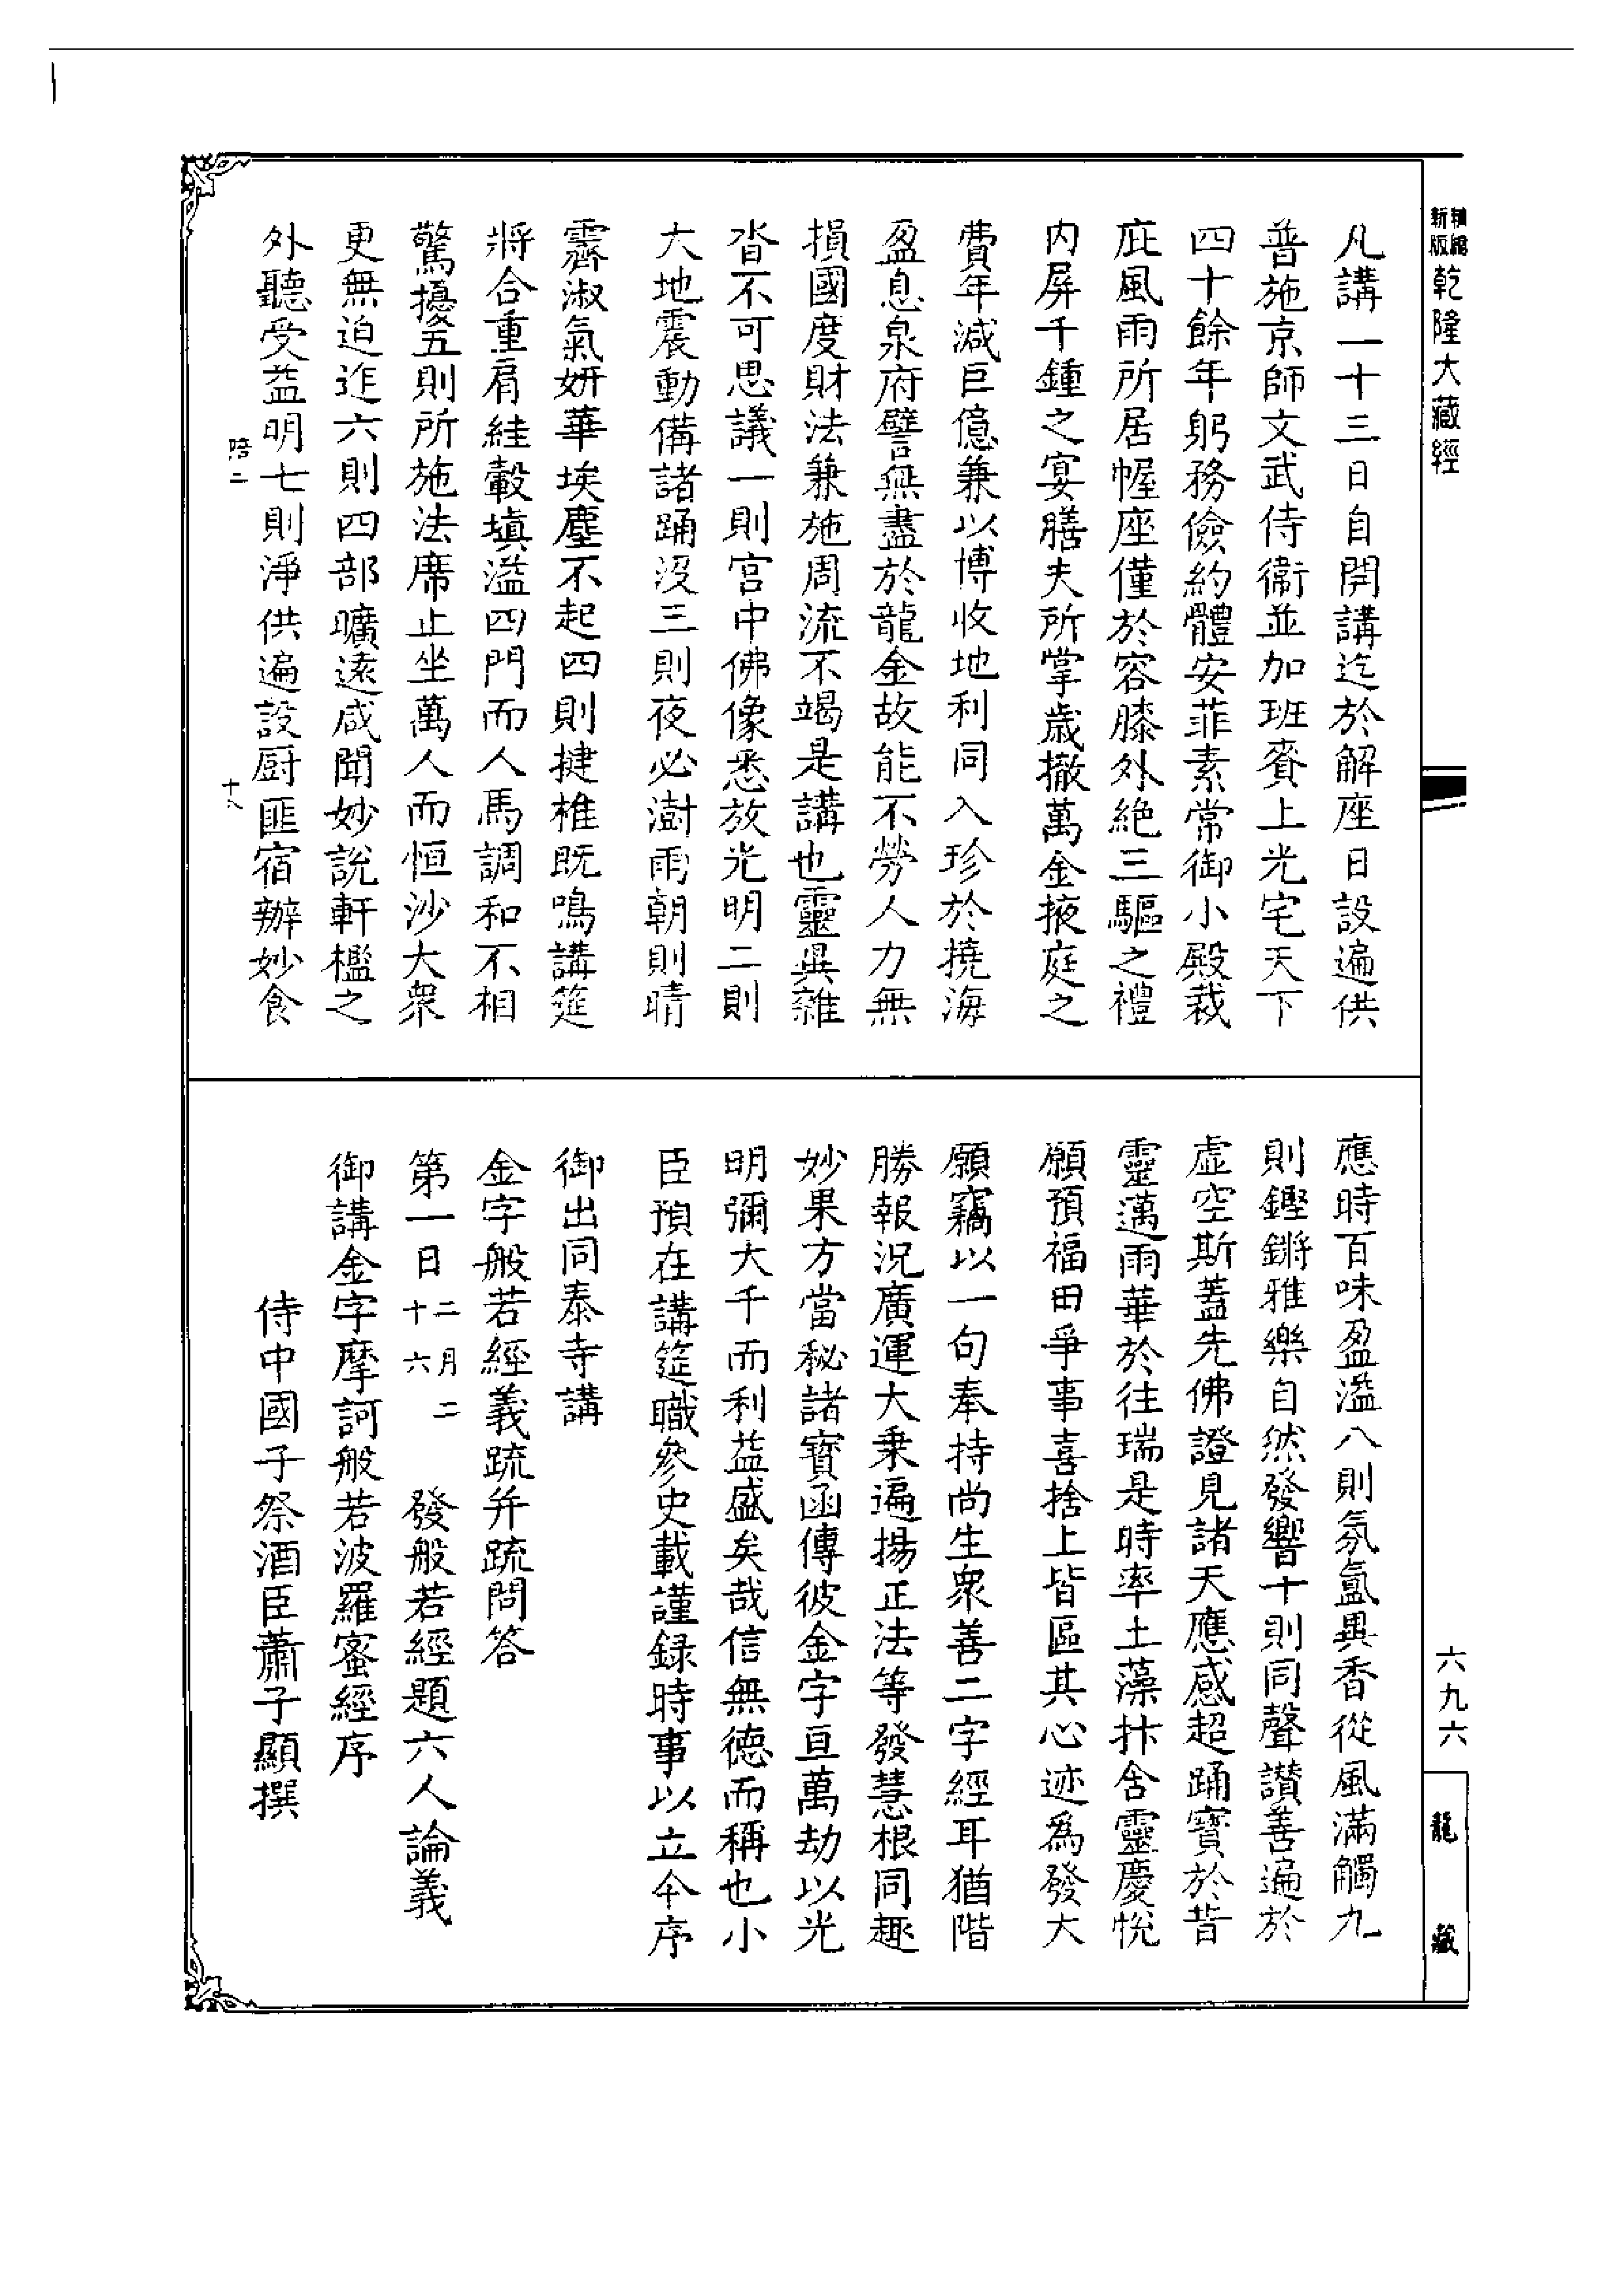 新版
精縮
乾隆大藏經
六九六
龍藏
凡講一十三日自開講迄於解座日設遍供
普施京師文武侍衞並加班賚上光宅天下
四十餘年躬務儉約體安菲素常御小殿裁
庇風雨所居幄座僅於容膝外絶三驅之禮
内屏千鍾之宴膳夫所掌歲撤萬金掖庭之
費年減巨億兼以博收地利同入珍於撓海
盈息泉府譬無盡於龍金故能不勞人力無
損國度財法兼施周流不竭是講也靈異雜
沓不可思議一則宮中佛像悉放光明二則
大地震動備諸踊沒三則夜必澍雨朝則晴
霽淑氣妍華埃塵不起四則揵椎既鳴講筵
將合重肩絓轂填溢四門而人馬調和不相
驚擾五則所施法席止坐萬人而恒沙大衆
更無迫迮六則四部曠遠咸聞妙說軒檻之
外聽受益明七則淨供遍設厨匪宿辦妙食
十八
應時百味盈溢八則氛氳異香從風滿觸九
則鏗鏘雅樂自然發響十則同聲讃善遍於
虛空斯蓋先佛證見諸天應感超踊寶於昔
靈邁雨華於往瑞是時率土藻抃含靈慶悅
願預福田爭事喜捨上皆區其心迹爲發大
願竊以一句奉持尚生衆善二字經耳猶階
勝報況廣運大乘遍揚正法等發慧根同趣
妙果方當祕諸寶函傳彼金字亘萬劫以光
明彌大千而利益盛矣哉信無德而稱也小
臣預在講筵職參史載謹録時事以立今序
御出同泰寺講
金字般若經義疏并疏問答
第一日二月二十六發般若經題六人論義
御講金字摩訶般若波羅蜜經序
侍中國子祭酒臣蕭子顯撰